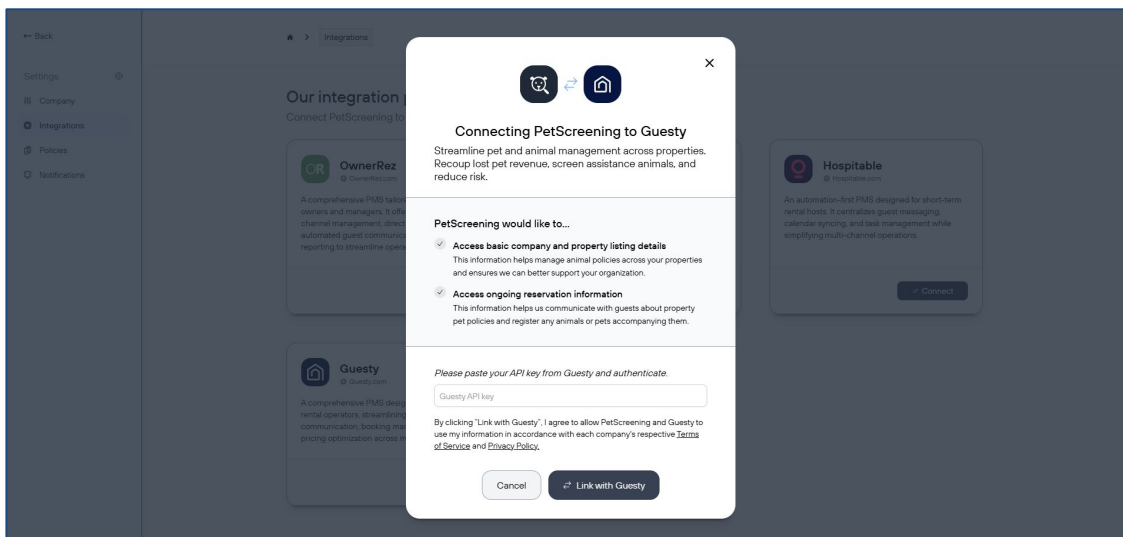 ← Back
Integrations
Settings
Company
Integrations
Policies
Notifications
Our integration
Connect PetScreening to
OR
OwnerRez
OwnerRez.com
A comprehensive PMS
owners and managers. It
channel management, direct
automated guest
reporting to streamline
Hospitable
Hospitable.com
An automation-first PMS designed for short-term
rental hosts. It centralizes guest messaging,
calendar syncing, and task management while
simplifying multi-channel operations.
Connect
Guesty
Guesty.com
A comprehensive PMS
rental operators, streamlining
communication, booking
pricing optimization across
Connecting PetScreening to Guesty
Streamline pet and animal management across properties.
Recoup lost pet revenue, screen assistance animals, and
reduce risk.
PetScreening would like to...
Access basic company and property listing details
This information helps manage animal policies across your properties
and ensures we can better support your organization.
Access ongoing reservation information
This information helps us communicate with guests about property
pet policies and register any animals or pets accompanying them.
Please paste your API key from Guesty and authenticate.
Guesty API key
By clicking "Link with Guesty", I agree to allow PetScreening and Guesty to
use my information in accordance with each company's respective Terms
of Service and Privacy Policy.
Cancel
Link with Guesty